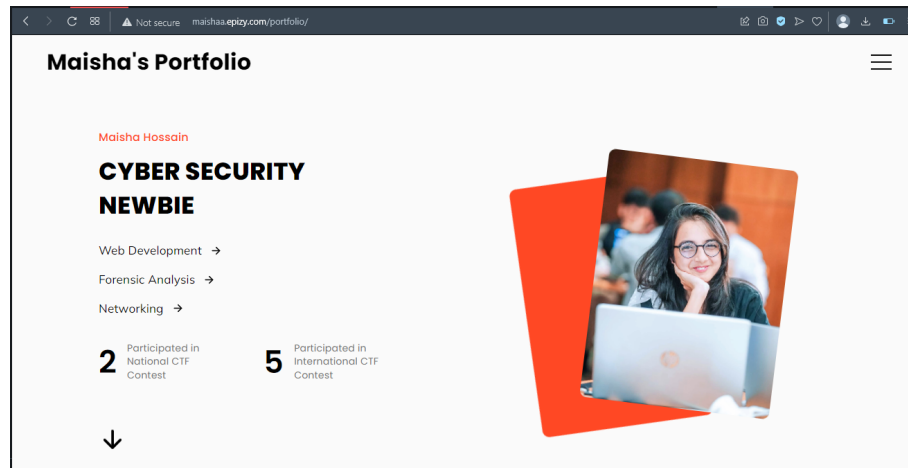 Not secure maishaa.epizy.com/portfolio/
Maisha's Portfolio
Maisha Hossain
CYBER SECURITY
NEWBIE
Web Development →
Forensic Analysis →
Networking →
2 Participated in
National CTF
Contest
5 Participated in
International CTF
Contest